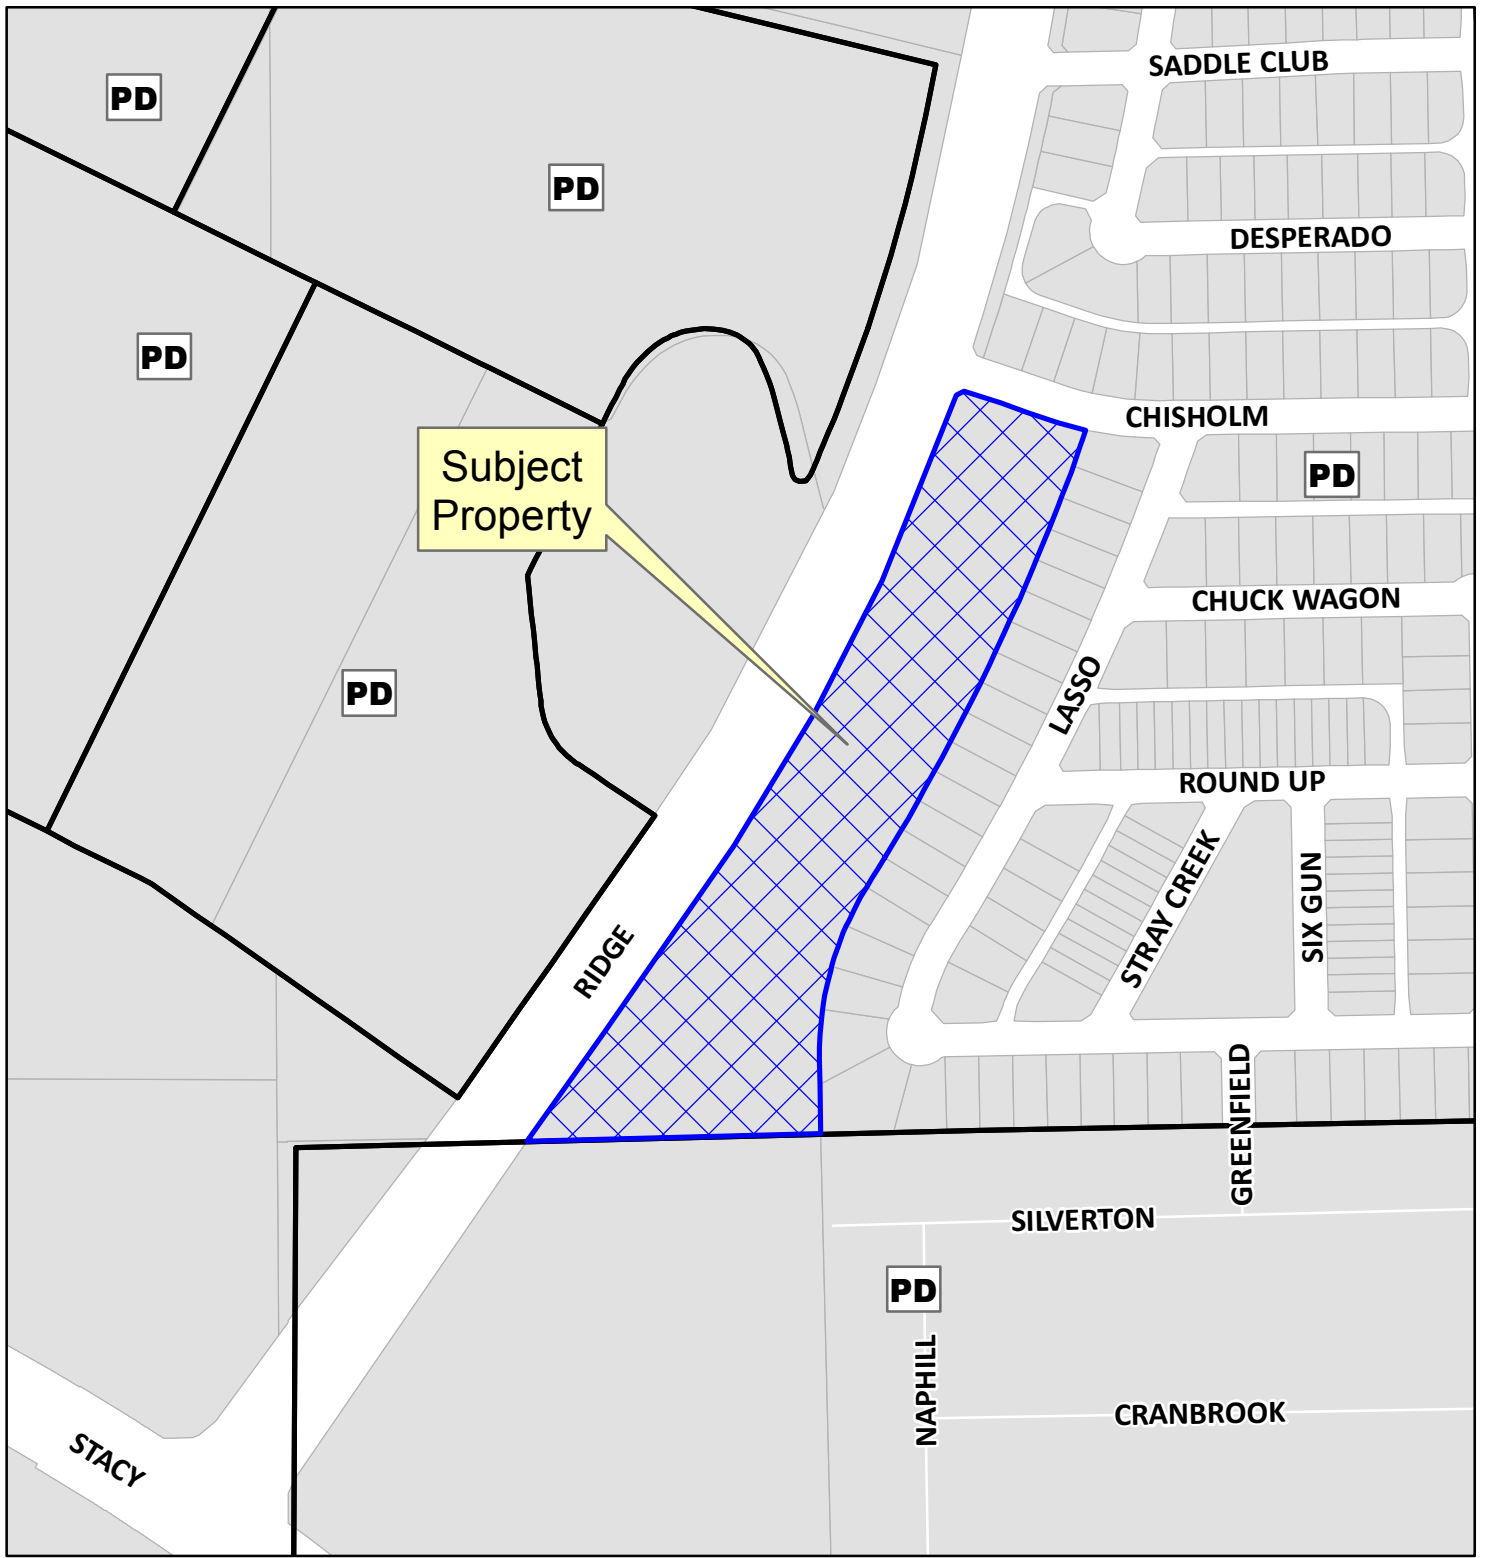 SADDLE CLUB
PD
PD
DESPERADO
PD
CHISHOLM
Subject
Property
PD
CHUCK WAGON
LASSO
PD
ROUND UP
STRAY CREEK
SIX GUN
RIDGE
GREENFIELD
SILVERTON
PD
NAPHILL
CRANBROOK
STACY